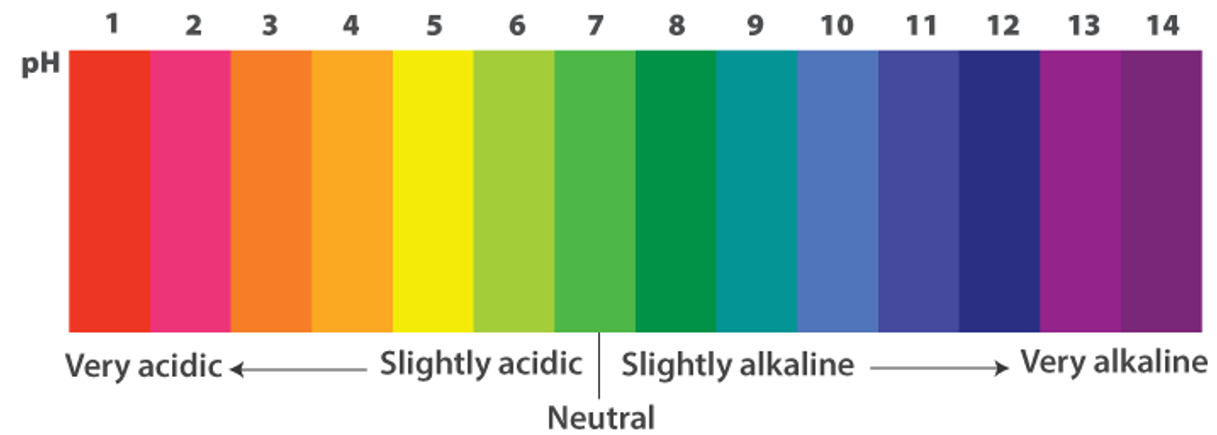 1 2 3 4 5 6 7 8 9 10 11 12 13 14
pH
Very acidic Slightly acidic Slightly alkaline Very alkaline
Neutral